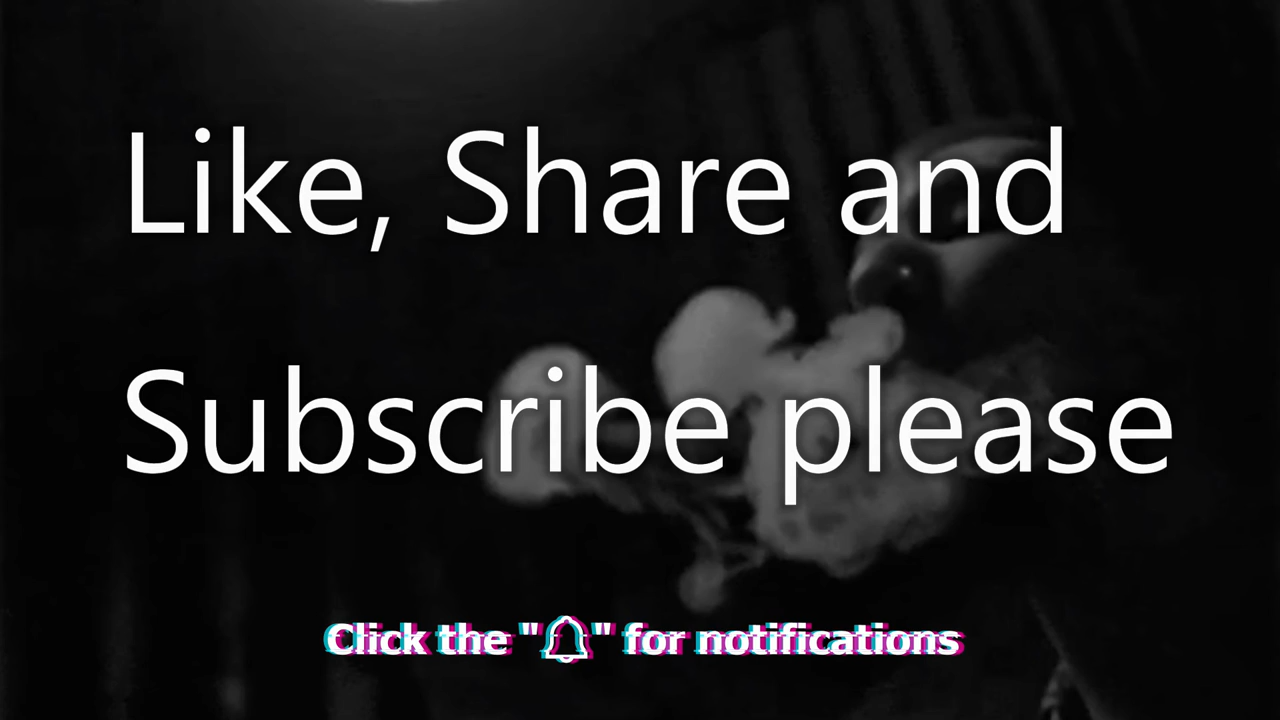 Like, Share and
Subscribe please
Click the "🔔" for notifications